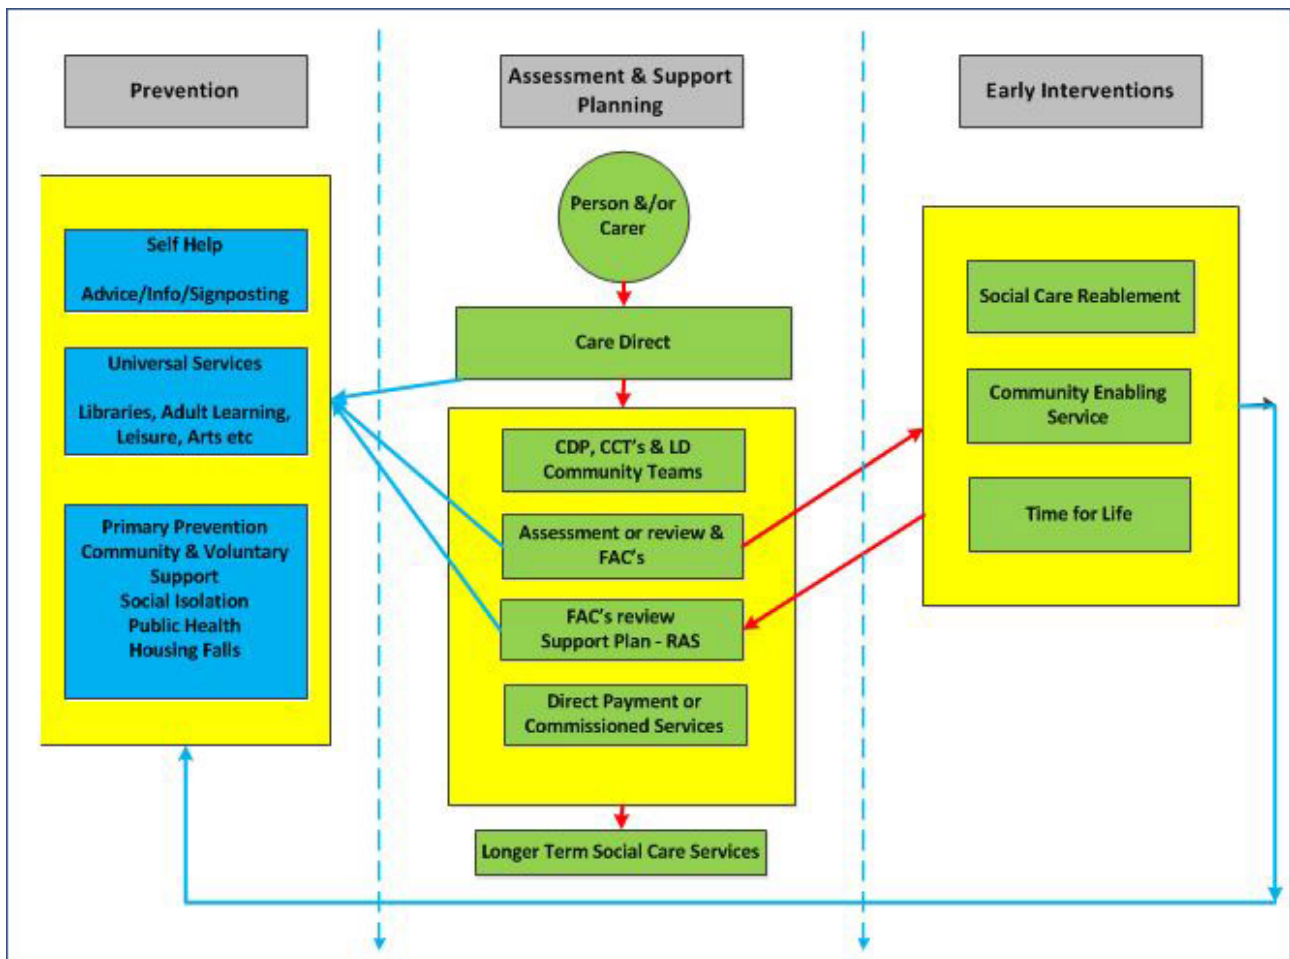 Prevention
Self Help
Advice/Info/Signposting
Universal Services
Libraries, Adult Learning,
Leisure, Arts etc
Primary Prevention
Community & Voluntary
Support
Social Isolation
Public Health
Housing Falls
Assessment & Support
Planning
Person &/or
Carer
Care Direct
CDP, CCT's & LD
Community Teams
Assessment or review &
FAC's
FAC's review
Support Plan - RAS
Direct Payment or
Commissioned Services
Longer Term Social Care Services
Early Interventions
Social Care Reablement
Community Enabling
Service
Time for Life